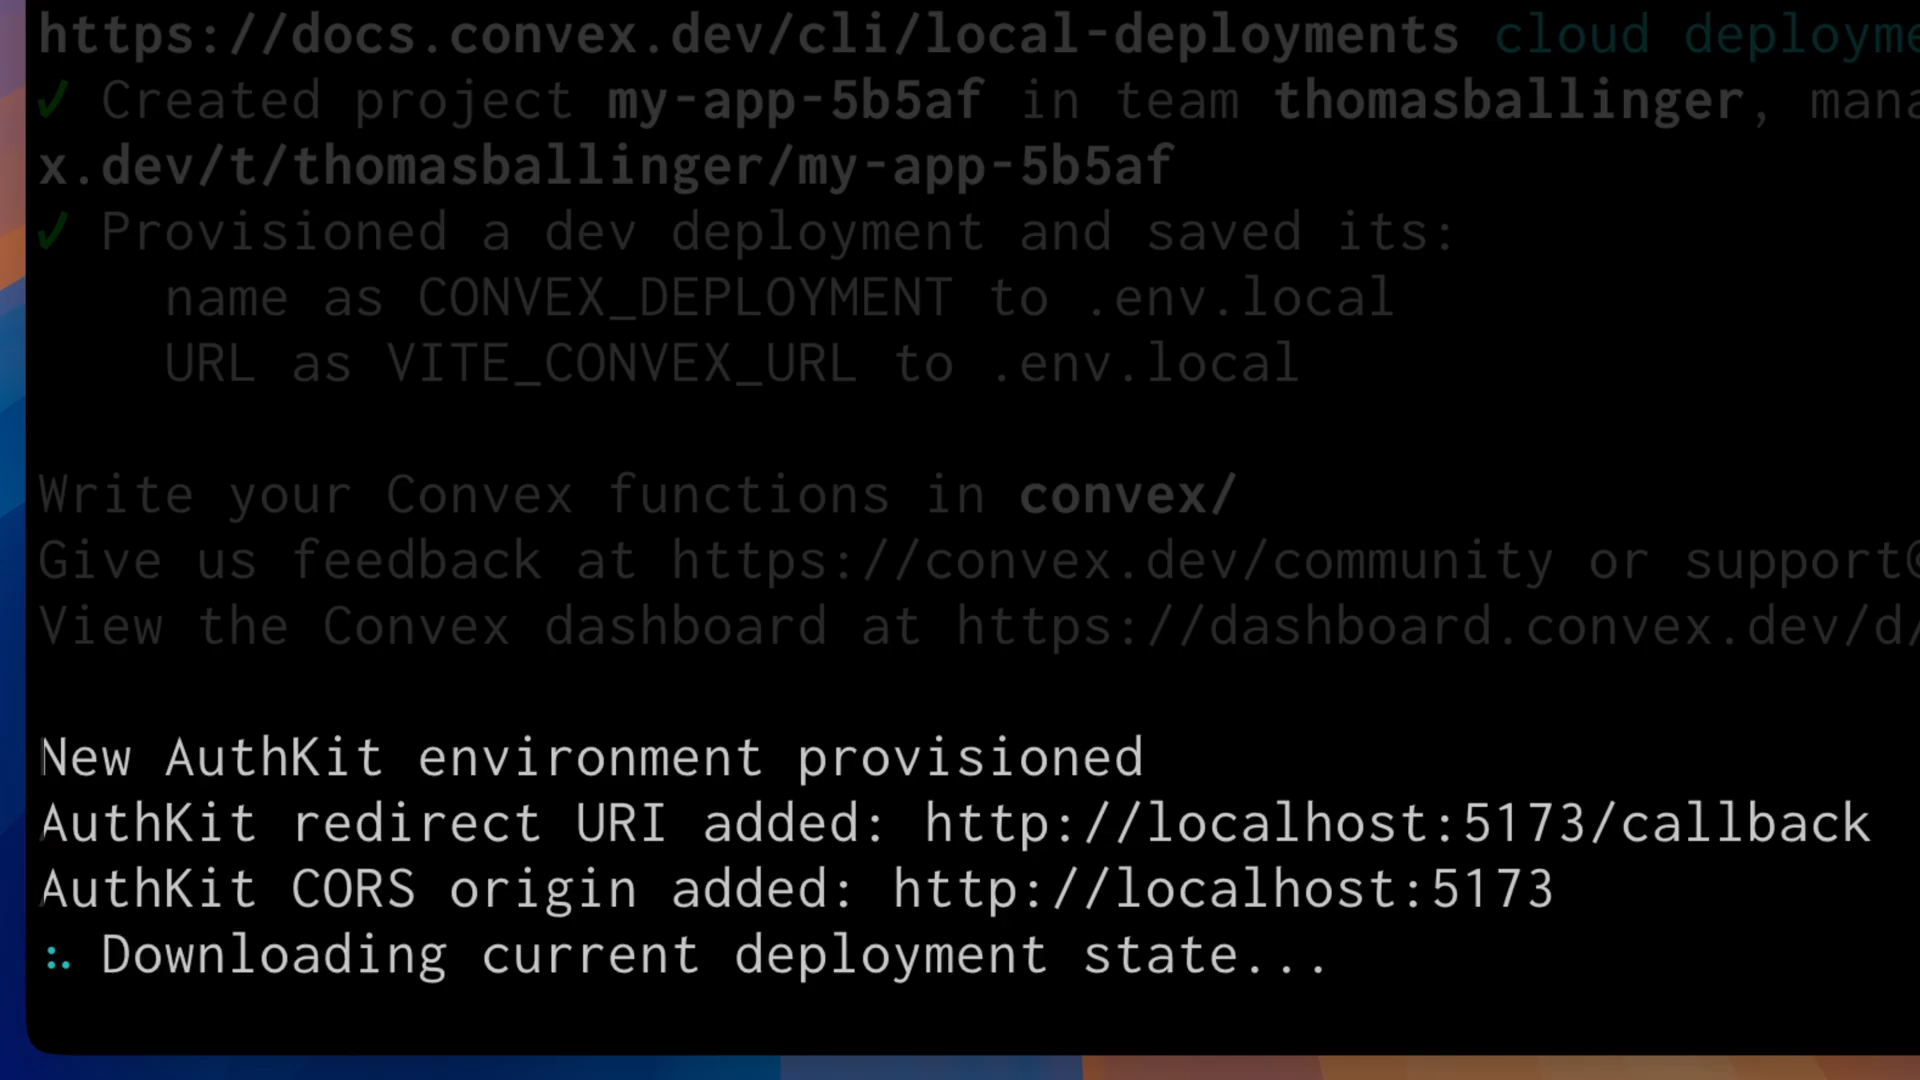 https://docs.convex.dev/cli/local-deployments cloud
✓ Created project my-app-5b5af in team thomasballinger,
x.dev/t/thomasballinger/my-app-5b5af
✓ Provisioned a dev deployment and saved its:
name as CONVEX_DEPLOYMENT to .env.local
URL as VITE_CONVEX_URL to .env.local
Write your Convex functions in convex/
Give us feedback at https://convex.dev/community or support@
View the Convex dashboard at https://dashboard.convex.dev/d/
New AuthKit environment provisioned
AuthKit redirect URI added: http://localhost:5173/callback
AuthKit CORS origin added: http://localhost:5173
Downloading current deployment state...